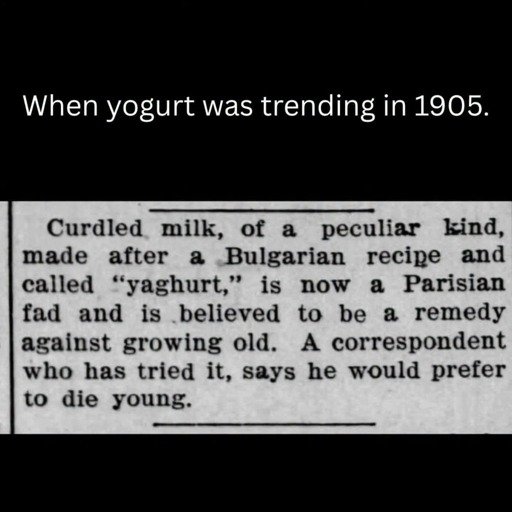 When yogurt was trending in 1905.
Curdled milk, of a peculiar kind,
made after a Bulgarian recipe and
called "yaghurt," is now a Parisian
fad and is believed to be a remedy
against growing old. A correspondent
who has tried it, says he would prefer
to die young.